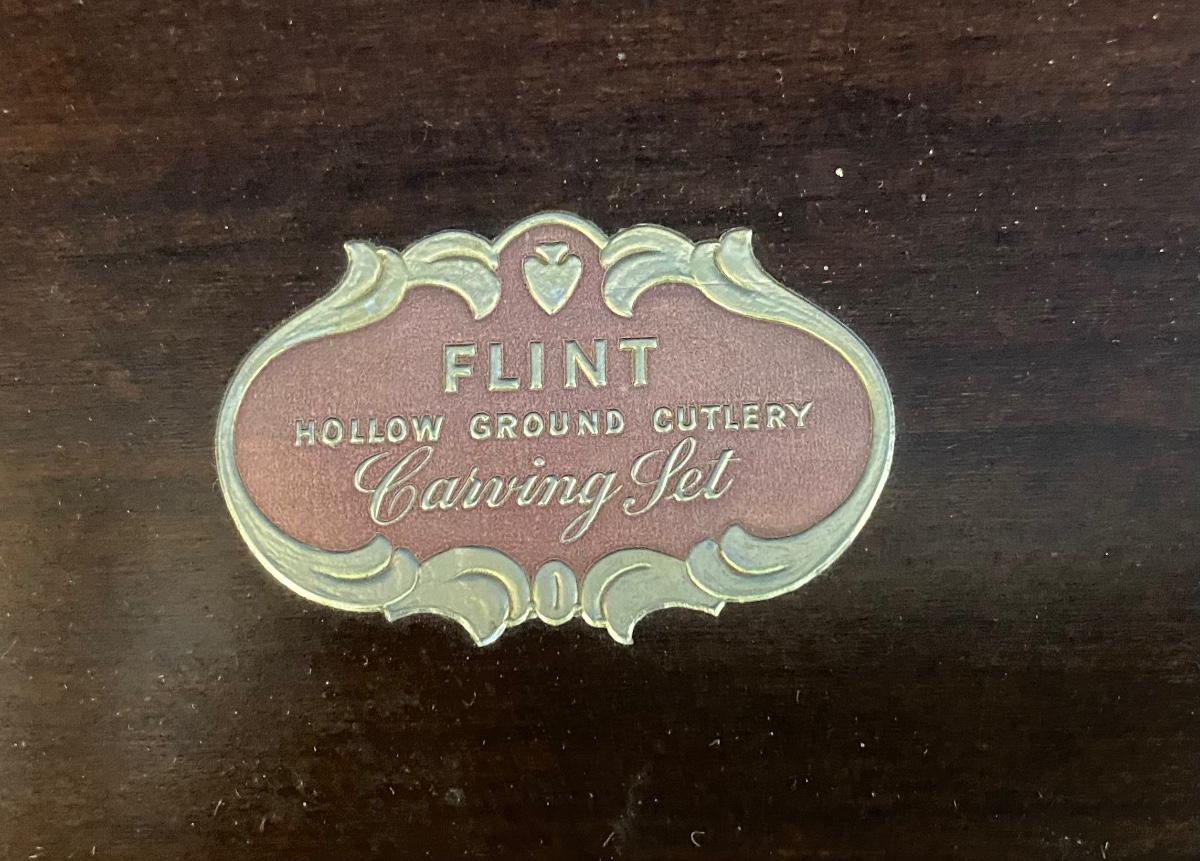 FLINT
HOLLOW GROUND CUTLERY
Carving Set